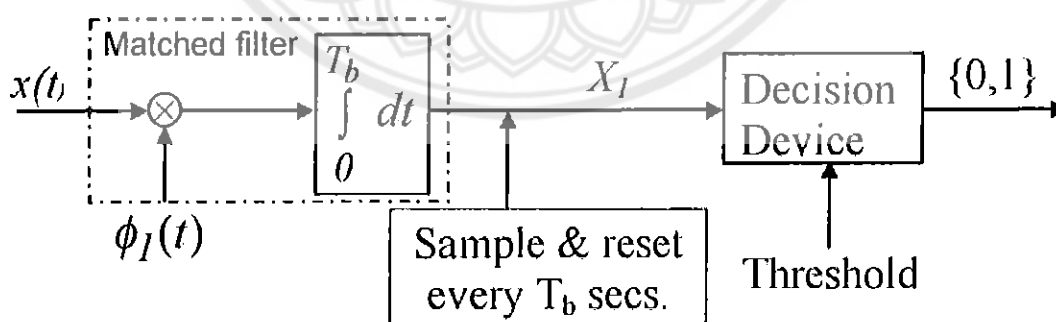 Matched filter
x(t)
T_b
∫ dt
0
ϕ_1(t)
X_1
Sample & reset
every T_b secs.
Decision
Device
{0,1}
Threshold